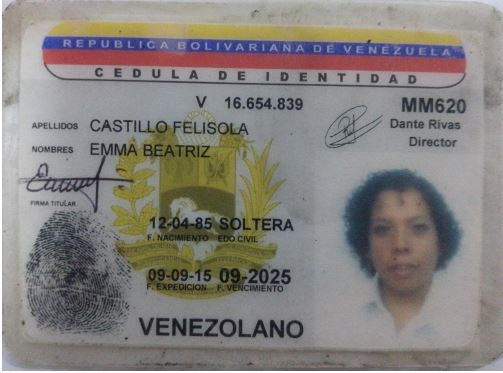 REPUBLICA BOLIVARIANA DE VENEZUELA
CEDULA DE IDENTIDAD
V 16.654.839
MM620
Dante Rivas
Director
APELLIDOS CASTILLO FELISOLA
NOMBRES EMMA BEATRIZ
FIRMA TITULAR
12-04-85 SOLTERA
F. NACIMIENTO EDO CIVIL
09-09-15 09-2025
F. EXPEDICION F. VENCIMIENTO
VENEZOLANO